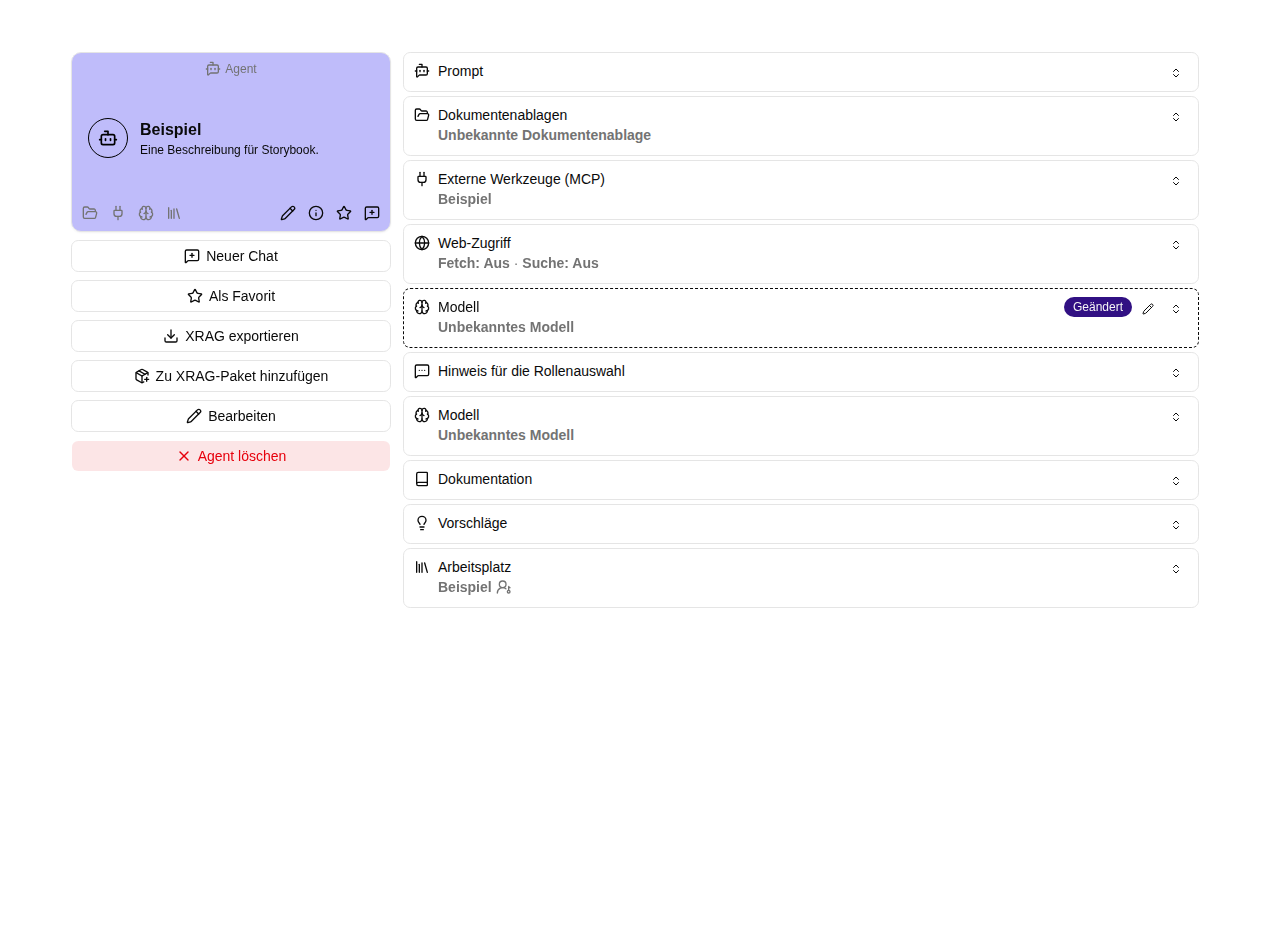 Agent
Beispiel
Eine Beschreibung für Storybook.
Neuer Chat
Als Favorit
XRAG exportieren
Zu XRAG-Paket hinzufügen
Bearbeiten
Agent löschen
Prompt
Dokumentenablagen
Unbekannte Dokumentenablage
Externe Werkzeuge (MCP)
Beispiel
Web-Zugriff
Fetch: Aus · Suche: Aus
Modell
Geändert
Unbekanntes Modell
Hinweis für die Rollenauswahl
Modell
Unbekanntes Modell
Dokumentation
Vorschläge
Arbeitsplatz
Beispiel